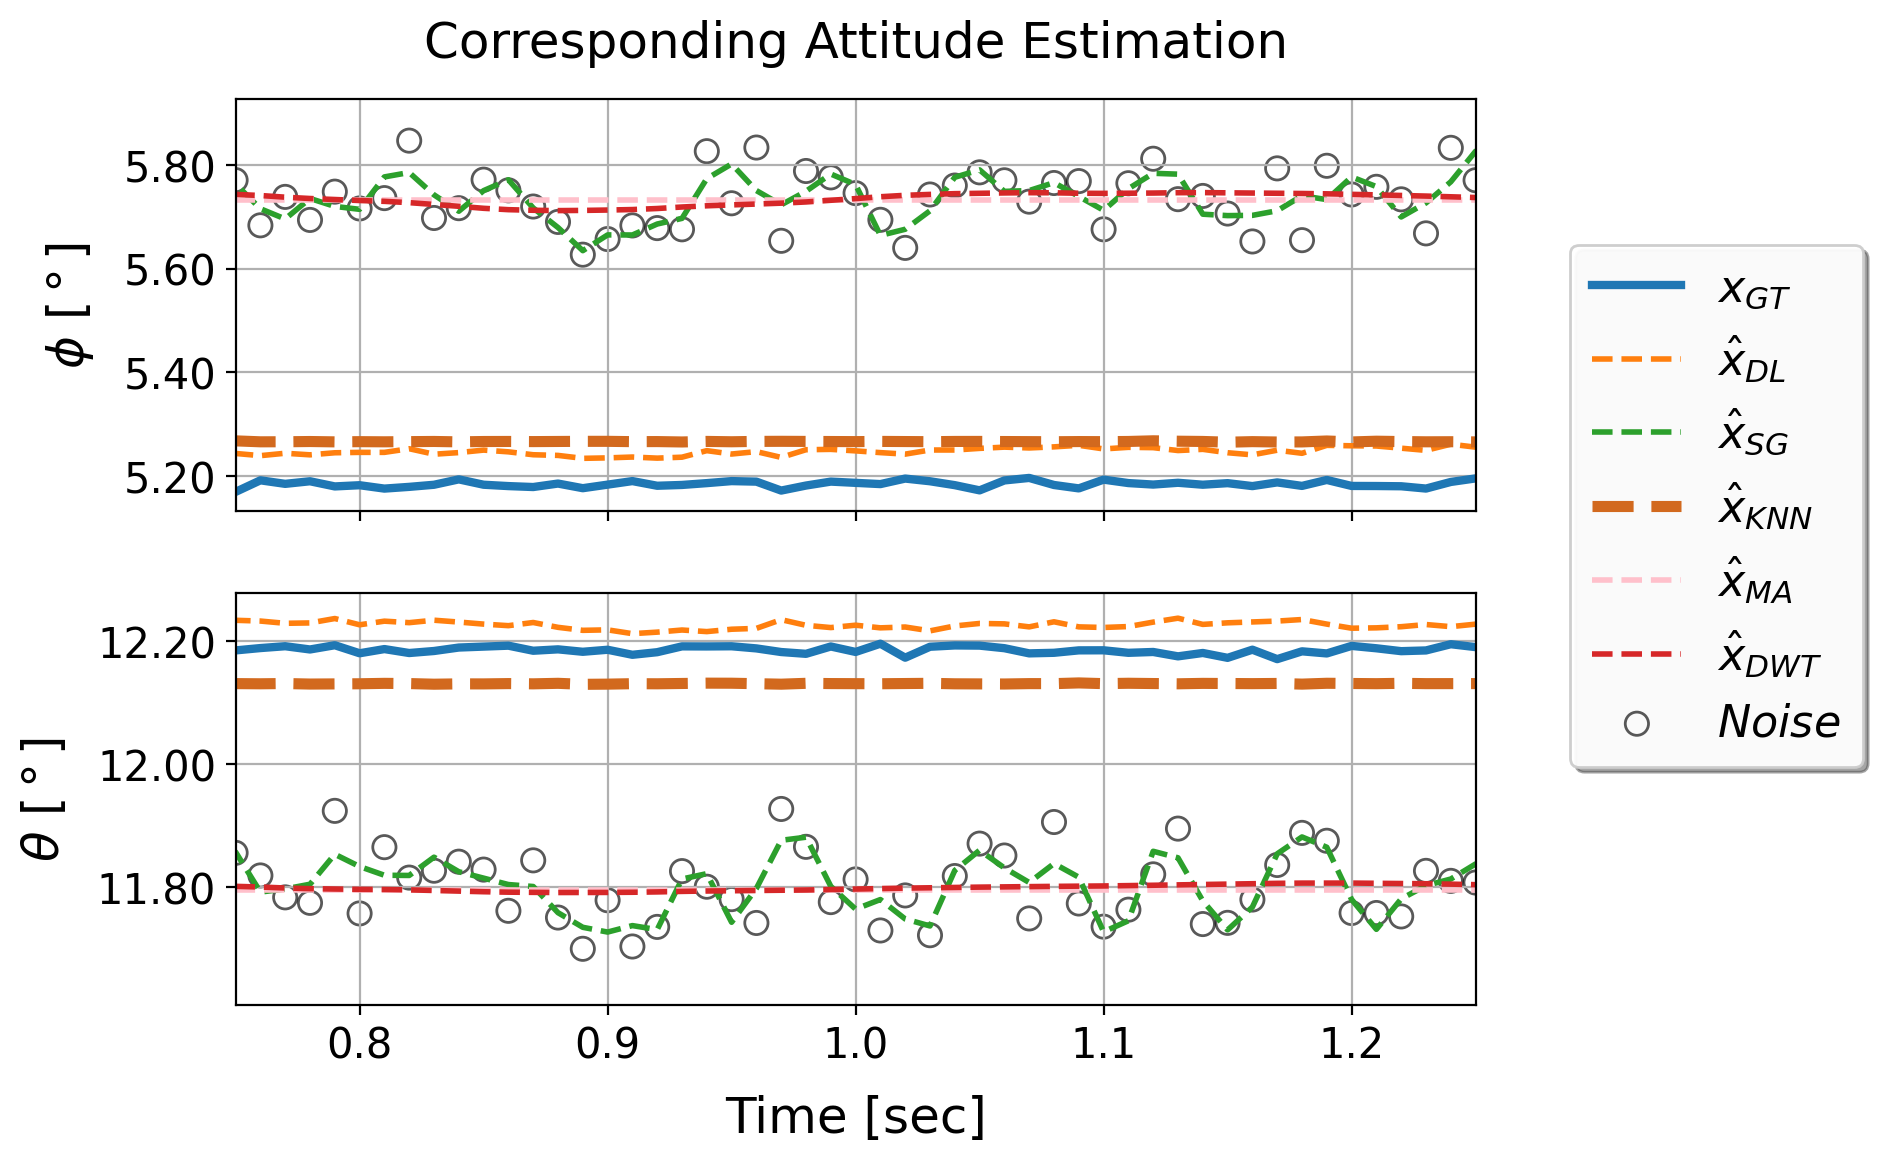 Corresponding Attitude Estimation
5.80
5.60
5.40
5.20
ϕ [°]
12.20
12.00
11.80
θ [°]
0.8 0.9 1.0 1.1 1.2
Time [sec]
x_GT
x̂_DL
x̂_SG
x̂_KNN
x̂_MA
x̂_DWT
Noise